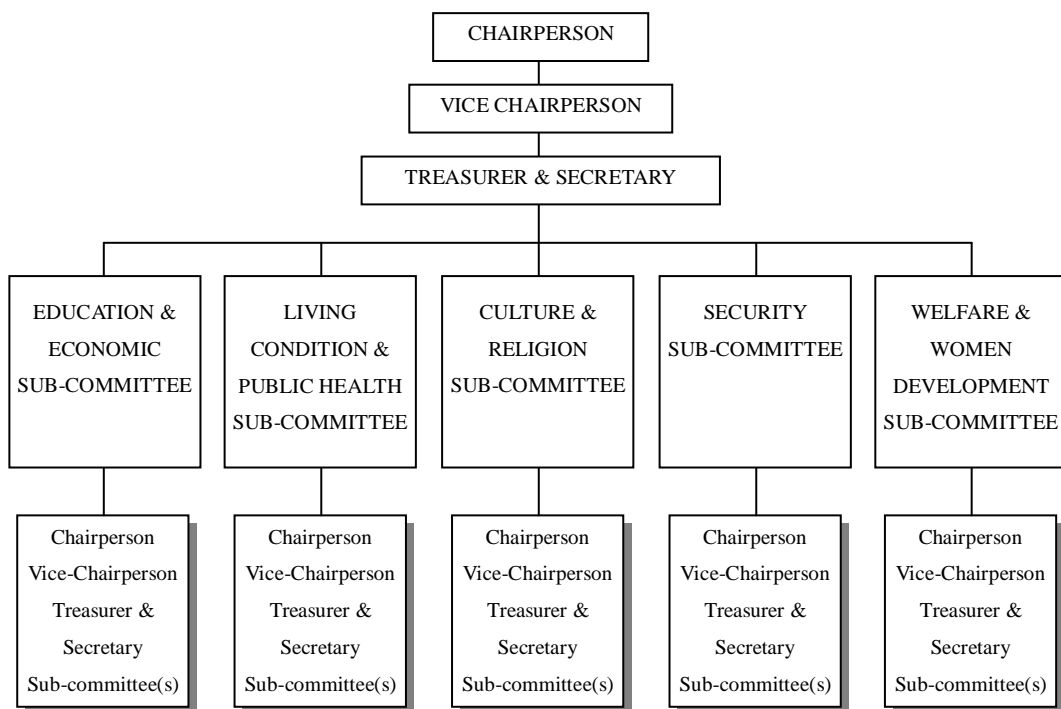 CHAIRPERSON
VICE CHAIRPERSON
TREASURER & SECRETARY
EDUCATION &
ECONOMIC
SUB-COMMITTEE
LIVING
CONDITION &
PUBLIC HEALTH
SUB-COMMITTEE
CULTURE &
RELIGION
SUB-COMMITTEE
SECURITY
SUB-COMMITTEE
WELFARE &
WOMEN
DEVELOPMENT
SUB-COMMITTEE
Chairperson
Vice-Chairperson
Treasurer &
Secretary
Sub-committee(s)
Chairperson
Vice-Chairperson
Treasurer &
Secretary
Sub-committee(s)
Chairperson
Vice-Chairperson
Treasurer &
Secretary
Sub-committee(s)
Chairperson
Vice-Chairperson
Treasurer &
Secretary
Sub-committee(s)
Chairperson
Vice-Chairperson
Treasurer &
Secretary
Sub-committee(s)